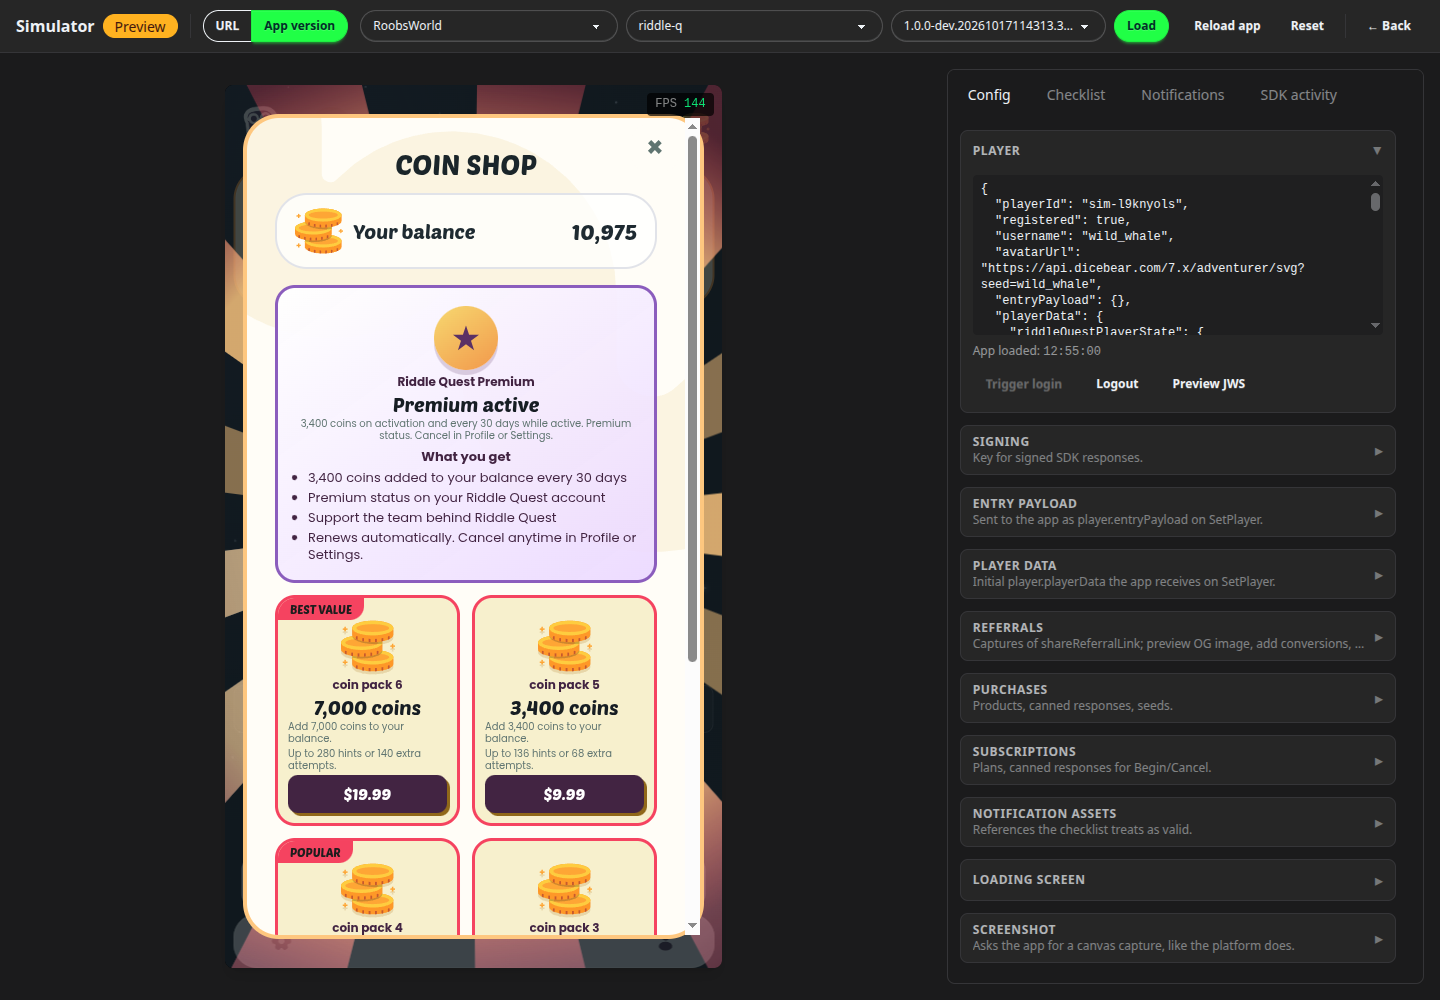 Simulator Preview URL App version RoobsWorld riddle-q 1.0.0-dev.20261017114313.3... Load Reload app Reset ← Back
FPS 144
COIN SHOP
Your balance 10,975
Riddle Quest Premium
Premium active
3,400 coins on activation and every 30 days while active. Premium
status. Cancel in Profile or Settings.
What you get
3,400 coins added to your balance every 30 days
Premium status on your Riddle Quest account
Support the team behind Riddle Quest
Renews automatically. Cancel anytime in Profile or
Settings.
BEST VALUE
coin pack 6
7,000 coins
Add 7,000 coins to your
balance.
Up to 280 hints or 140 extra
attempts.
$19.99
coin pack 5
3,400 coins
Add 3,400 coins to your
balance.
Up to 136 hints or 68 extra
attempts.
$9.99
POPULAR
coin pack 4
coin pack 3
Config Checklist Notifications SDK activity
PLAYER
{
"playerId": "sim-l9knyols",
"registered": true,
"username": "wild_whale",
"avatarUrl":
"https://api.dicebear.com/7.x/adventurer/svg?
seed=wild_whale",
"entryPayload": {},
"playerData": {
"riddleQuestPlayerState": {
App loaded: 12:55:00
Trigger login Logout Preview JWS
SIGNING
Key for signed SDK responses.
ENTRY PAYLOAD
Sent to the app as player.entryPayload on SetPlayer.
PLAYER DATA
Initial player.playerData the app receives on SetPlayer.
REFERRALS
Captures of shareReferralLink; preview OG image, add conversions, ...
PURCHASES
Products, canned responses, seeds.
SUBSCRIPTIONS
Plans, canned responses for Begin/Cancel.
NOTIFICATION ASSETS
References the checklist treats as valid.
LOADING SCREEN
SCREENSHOT
Asks the app for a canvas capture, like the platform does.